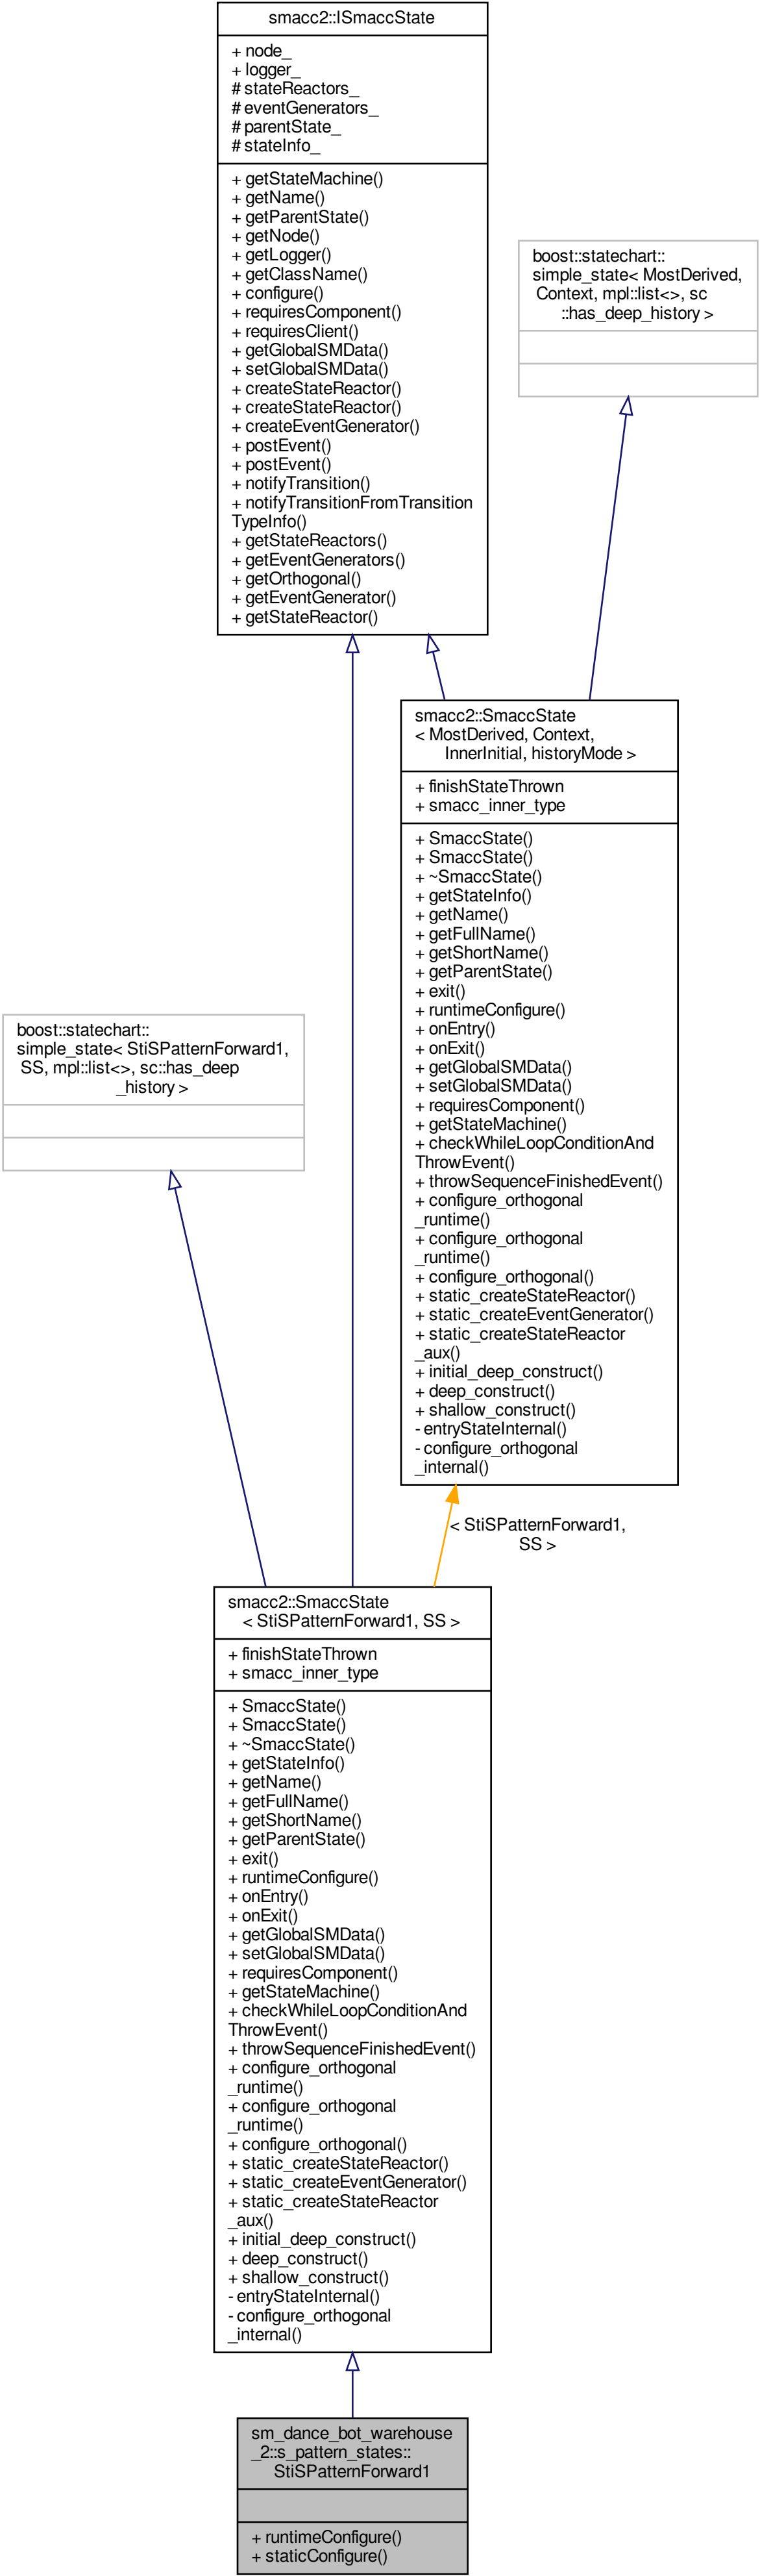 smacc2::ISmaccState
+ node_
+ logger_
# stateReactors_
# eventGenerators_
# parentState_
# stateInfo_
+ getStateMachine()
+ getName()
+ getParentState()
+ getNode()
+ getLogger()
+ getClassName()
+ configure()
+ requiresComponent()
+ requiresClient()
+ getGlobalSMData()
+ setGlobalSMData()
+ createStateReactor()
+ createStateReactor()
+ createEventGenerator()
+ postEvent()
+ postEvent()
+ notifyTransition()
+ notifyTransitionFromTransition
TypeInfo()
+ getStateReactors()
+ getEventGenerators()
+ getOrthogonal()
+ getEventGenerator()
+ getStateReactor()
boost::statechart::
simple_state< MostDerived,
Context, mpl::list<>, sc
::has_deep_history >
smacc2::SmaccState
< MostDerived, Context,
InnerInitial, historyMode >
+ finishStateThrown
+ smacc_inner_type
+ SmaccState()
+ SmaccState()
+ ~SmaccState()
+ getStateInfo()
+ getName()
+ getFullName()
+ getShortName()
+ getParentState()
+ exit()
+ runtimeConfigure()
+ onEntry()
+ onExit()
+ getGlobalSMData()
+ setGlobalSMData()
+ requiresComponent()
+ getStateMachine()
+ checkWhileLoopConditionAnd
ThrowEvent()
+ throwSequenceFinishedEvent()
+ configure_orthogonal
_runtime()
+ configure_orthogonal
_runtime()
+ configure_orthogonal()
+ static_createStateReactor()
+ static_createEventGenerator()
+ static_createStateReactor
_aux()
+ initial_deep_construct()
+ deep_construct()
+ shallow_construct()
- entryStateInternal()
- configure_orthogonal
_internal()
boost::statechart::
simple_state< StiSPatternForward1,
SS, mpl::list<>, sc::has_deep
_history >
< StiSPatternForward1,
SS >
smacc2::SmaccState
< StiSPatternForward1, SS >
+ finishStateThrown
+ smacc_inner_type
+ SmaccState()
+ SmaccState()
+ ~SmaccState()
+ getStateInfo()
+ getName()
+ getFullName()
+ getShortName()
+ getParentState()
+ exit()
+ runtimeConfigure()
+ onEntry()
+ onExit()
+ getGlobalSMData()
+ setGlobalSMData()
+ requiresComponent()
+ getStateMachine()
+ checkWhileLoopConditionAnd
ThrowEvent()
+ throwSequenceFinishedEvent()
+ configure_orthogonal
_runtime()
+ configure_orthogonal
_runtime()
+ configure_orthogonal()
+ static_createStateReactor()
+ static_createEventGenerator()
+ static_createStateReactor
_aux()
+ initial_deep_construct()
+ deep_construct()
+ shallow_construct()
- entryStateInternal()
- configure_orthogonal
_internal()
sm_dance_bot_warehouse
_2::s_pattern_states::
StiSPatternForward1
+ runtimeConfigure()
+ staticConfigure()